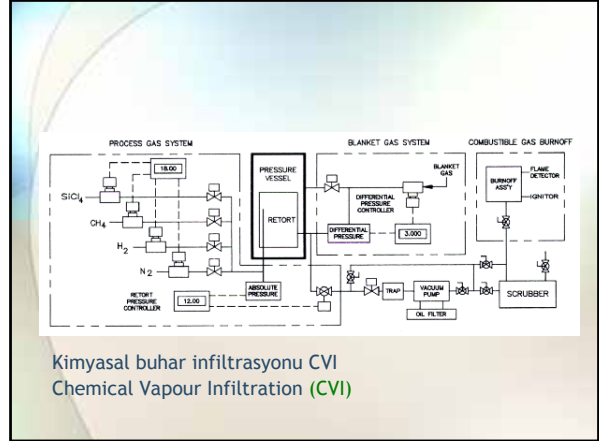 PROCESS GAS SYSTEM
BLANKET GAS SYSTEM
COMBUSTIBLE GAS BURNOFF
18.00
PRESSURE
VESSEL
BLANKET
GAS
BURNOFF
ASS'Y
FLAME
DETECTOR
IGNITOR
SiCl4
CH4
H2
N2
RETORT
DIFFERENTIAL
PRESSURE
CONTROLLER
DIFFERENTIAL
PRESSURE
3.000
RETORT
PRESSURE
CONTROLLER
12.00
ABSOLUTE
PRESSURE
TRAP
VACUUM
PUMP
OIL FILTER
SCRUBBER
Kimyasal buhar infiltrasyonu CVI
Chemical Vapour Infiltration (CVI)